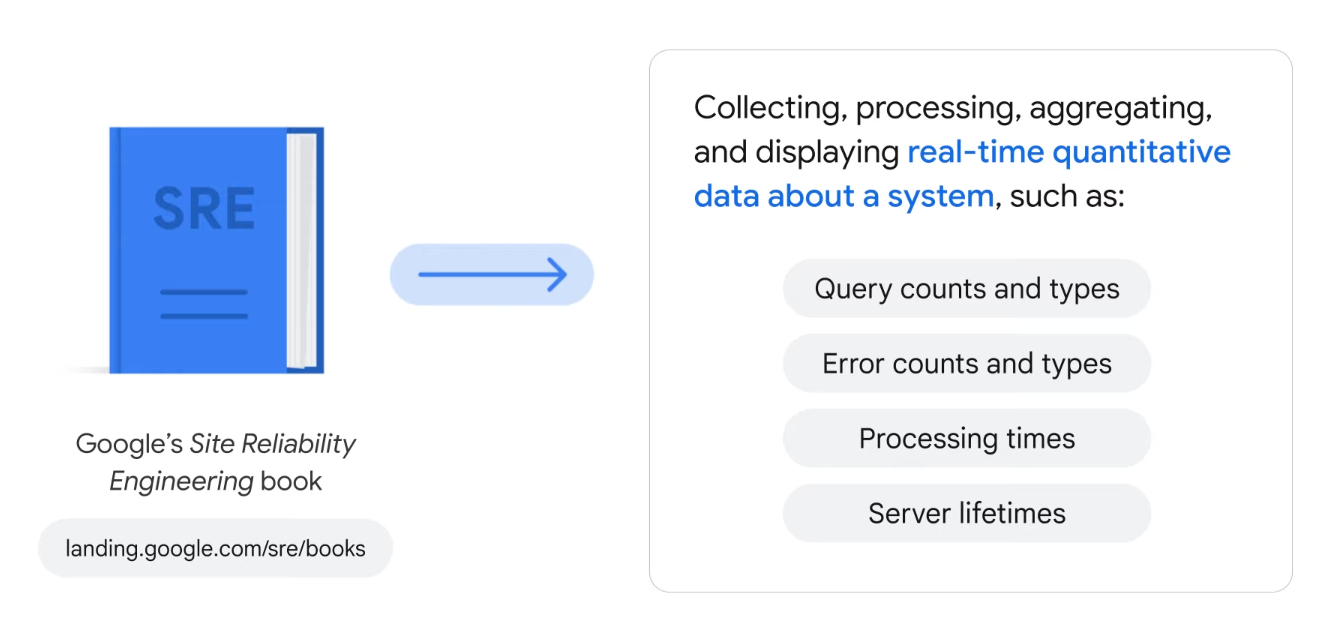 SRE
Google’s Site Reliability
Engineering book
landing.google.com/sre/books
Collecting, processing, aggregating,
and displaying real-time quantitative
data about a system, such as:
Query counts and types
Error counts and types
Processing times
Server lifetimes